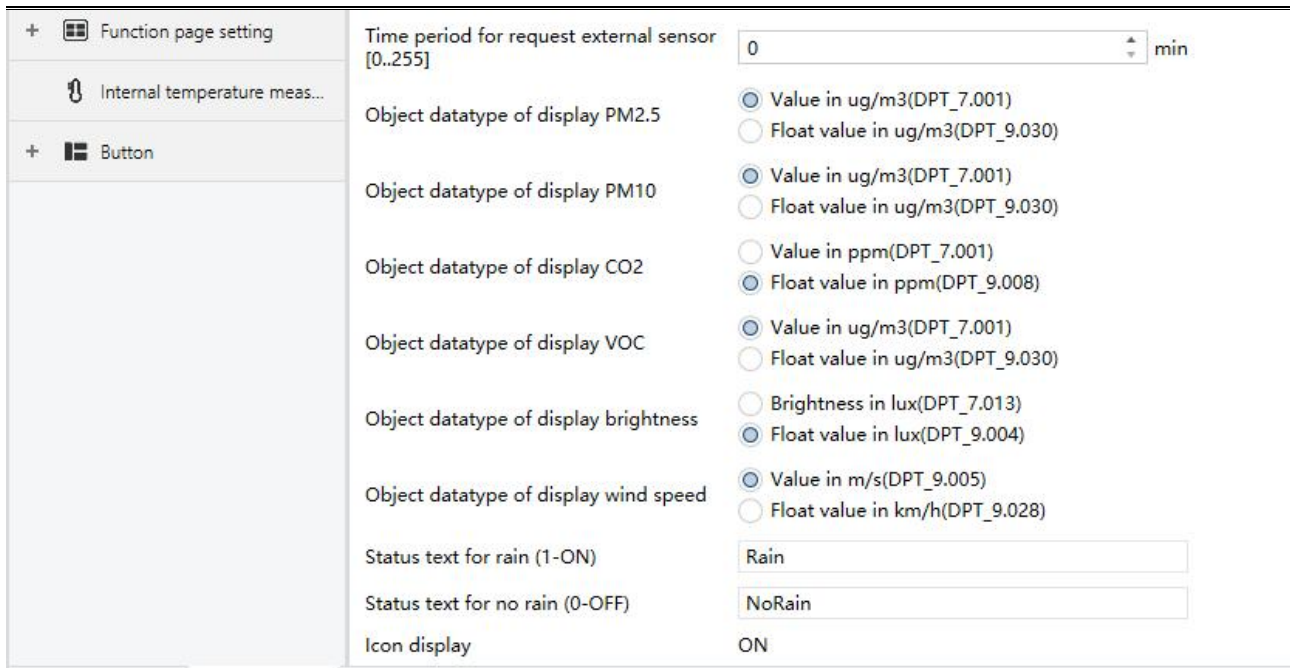 + Function page setting
Internal temperature meas...
+ Button
Time period for request external sensor
[0..255]
0 min
Object datatype of display PM2.5
Value in ug/m3(DPT_7.001)
Float value in ug/m3(DPT_9.030)
Object datatype of display PM10
Value in ug/m3(DPT_7.001)
Float value in ug/m3(DPT_9.030)
Object datatype of display CO2
Value in ppm(DPT_7.001)
Float value in ppm(DPT_9.008)
Object datatype of display VOC
Value in ug/m3(DPT_7.001)
Float value in ug/m3(DPT_9.030)
Object datatype of display brightness
Brightness in lux(DPT_7.013)
Float value in lux(DPT_9.004)
Object datatype of display wind speed
Value in m/s(DPT_9.005)
Float value in km/h(DPT_9.028)
Status text for rain (1-ON)
Rain
Status text for no rain (0-OFF)
NoRain
Icon display
ON